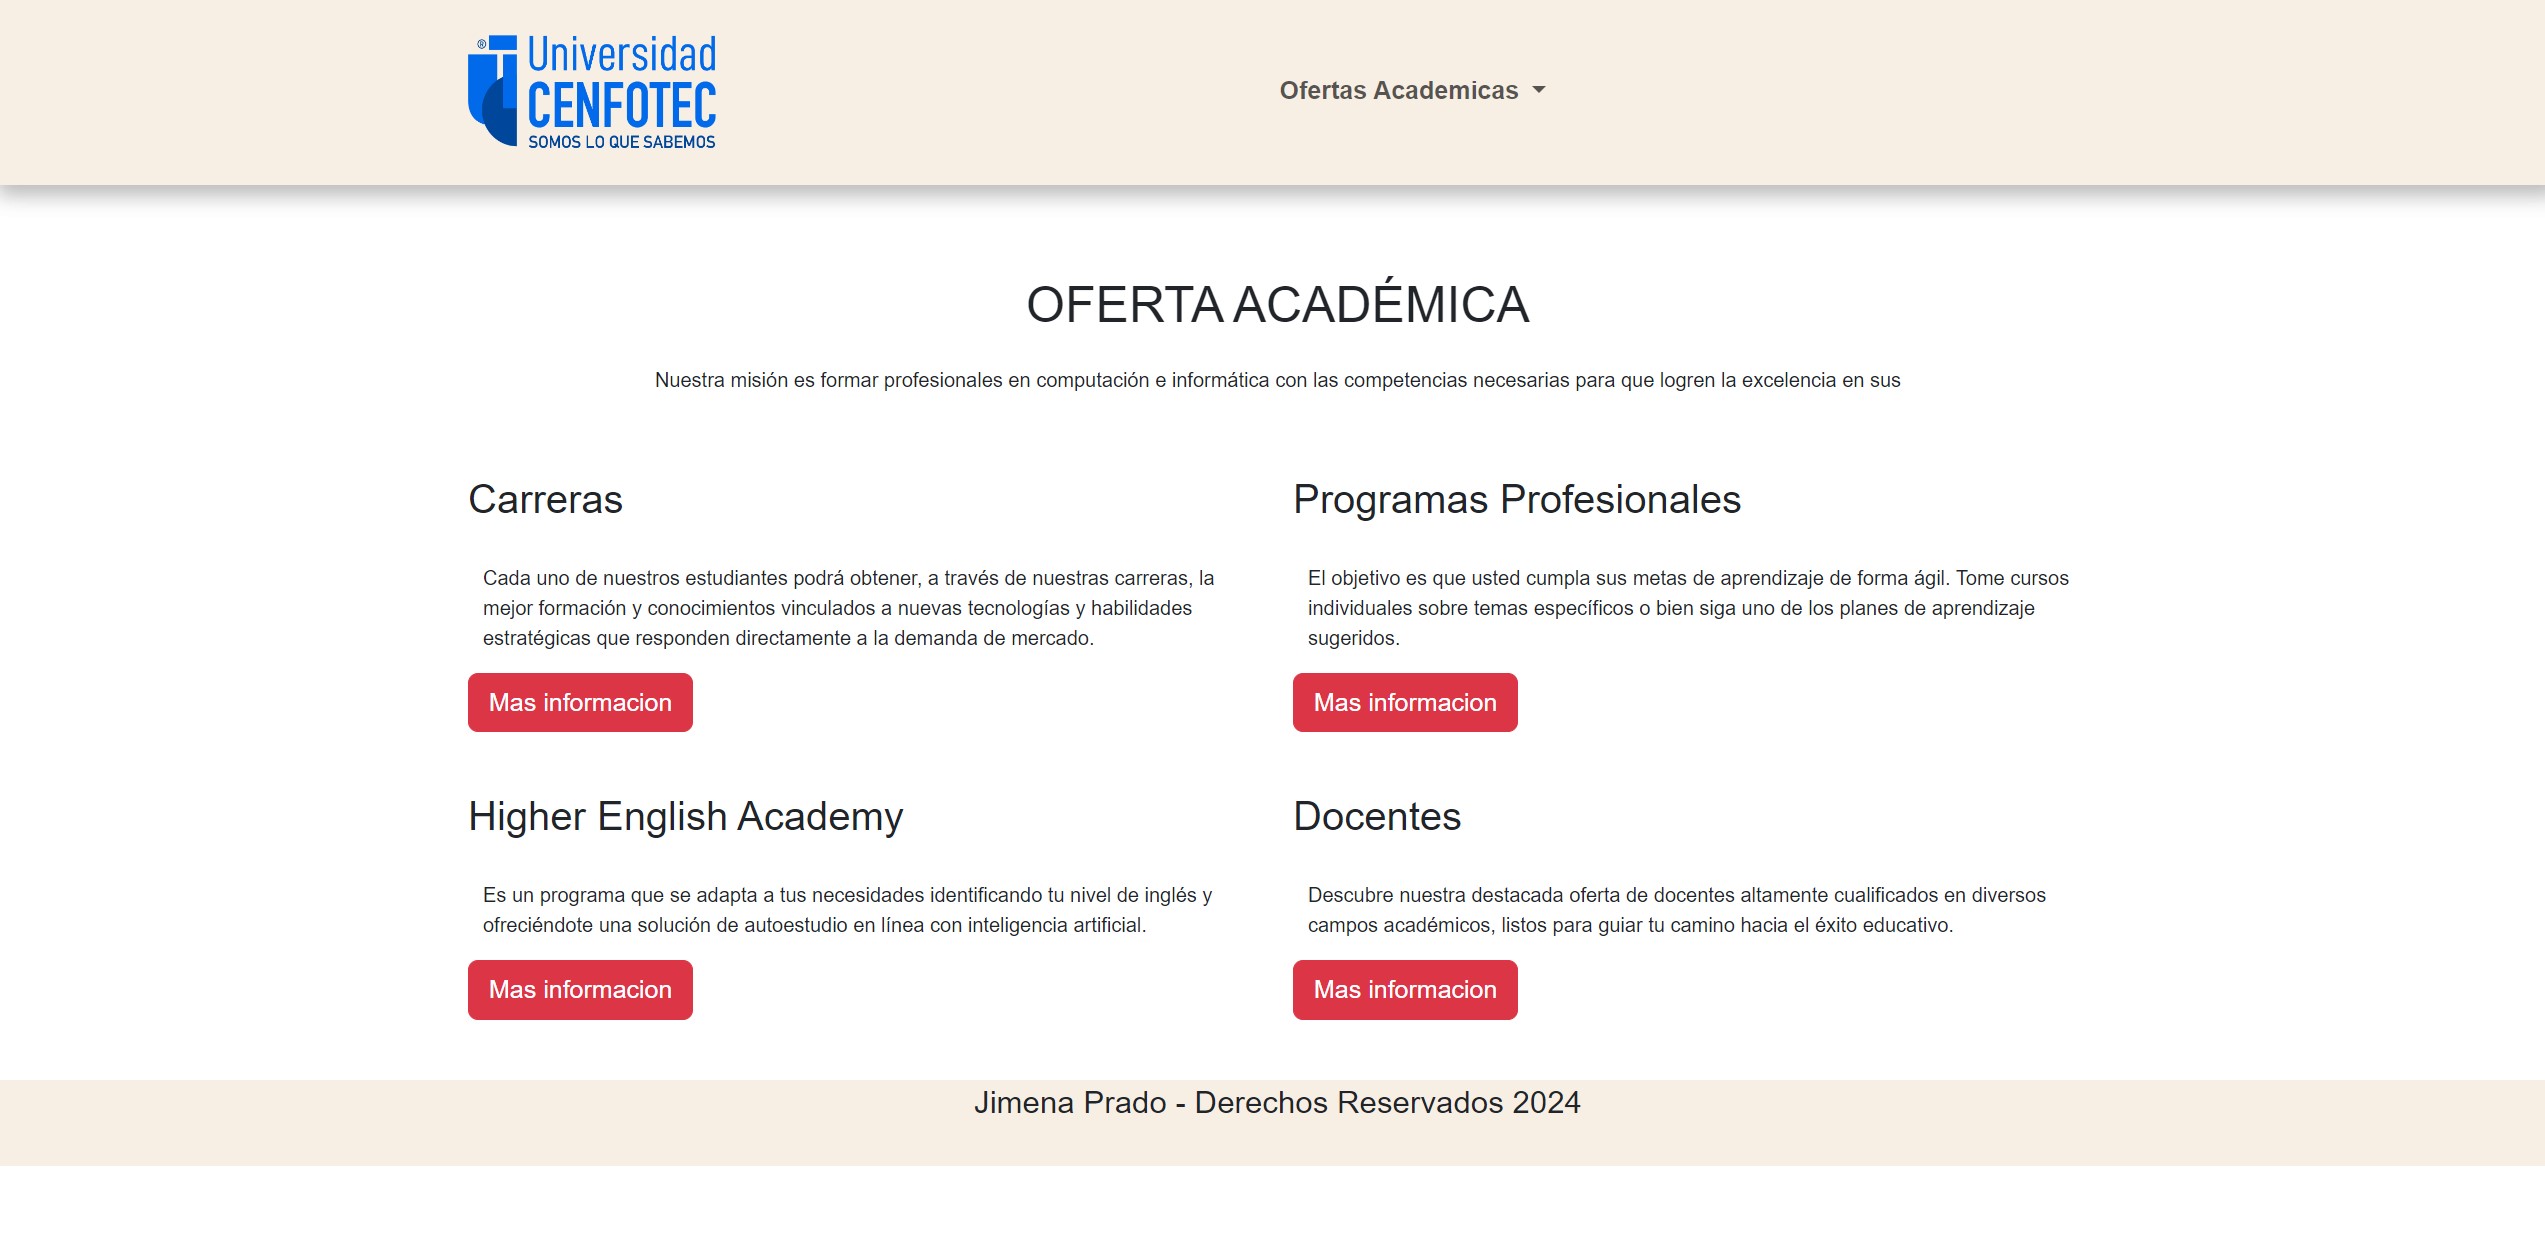 ®
Universidad
CENFOTEC
SOMOS LO QUE SABEMOS
Ofertas Academicas
OFERTA ACADÉMICA
Nuestra misión es formar profesionales en computación e informática con las competencias necesarias para que logren la excelencia en sus
Carreras
Cada uno de nuestros estudiantes podrá obtener, a través de nuestras carreras, la
mejor formación y conocimientos vinculados a nuevas tecnologías y habilidades
estratégicas que responden directamente a la demanda de mercado.
Mas informacion
Programas Profesionales
El objetivo es que usted cumpla sus metas de aprendizaje de forma ágil. Tome cursos
individuales sobre temas específicos o bien siga uno de los planes de aprendizaje
sugeridos.
Mas informacion
Higher English Academy
Es un programa que se adapta a tus necesidades identificando tu nivel de inglés y
ofreciéndote una solución de autoestudio en línea con inteligencia artificial.
Mas informacion
Docentes
Descubre nuestra destacada oferta de docentes altamente cualificados en diversos
campos académicos, listos para guiar tu camino hacia el éxito educativo.
Mas informacion
Jimena Prado - Derechos Reservados 2024